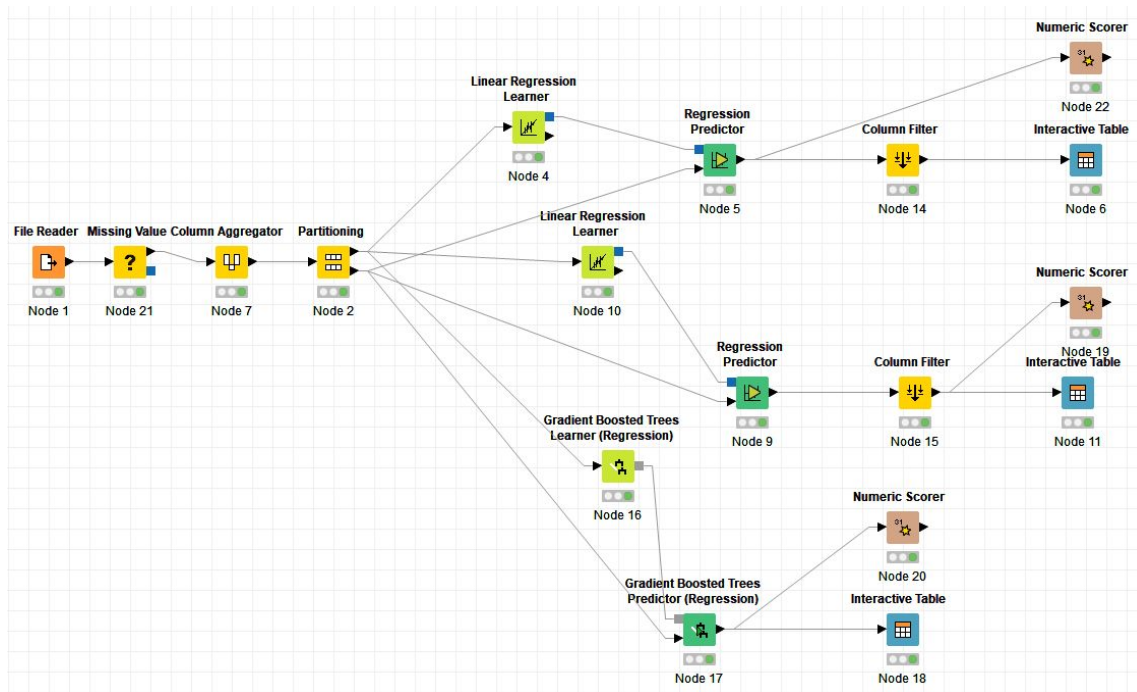 Numeric Scorer
Node 22
Linear Regression
Learner
Node 4
Regression
Predictor
Node 5
Column Filter
Node 14
Interactive Table
Node 6
File Reader
Node 1
Missing Value
?
Node 21
Column Aggregator
Node 7
Partitioning
Node 2
Linear Regression
Learner
Node 10
Numeric Scorer
Node 19
Regression
Predictor
Node 9
Column Filter
Node 15
Interactive Table
Node 11
Gradient Boosted Trees
Learner (Regression)
Node 16
Numeric Scorer
Node 20
Gradient Boosted Trees
Predictor (Regression)
Node 17
Interactive Table
Node 18